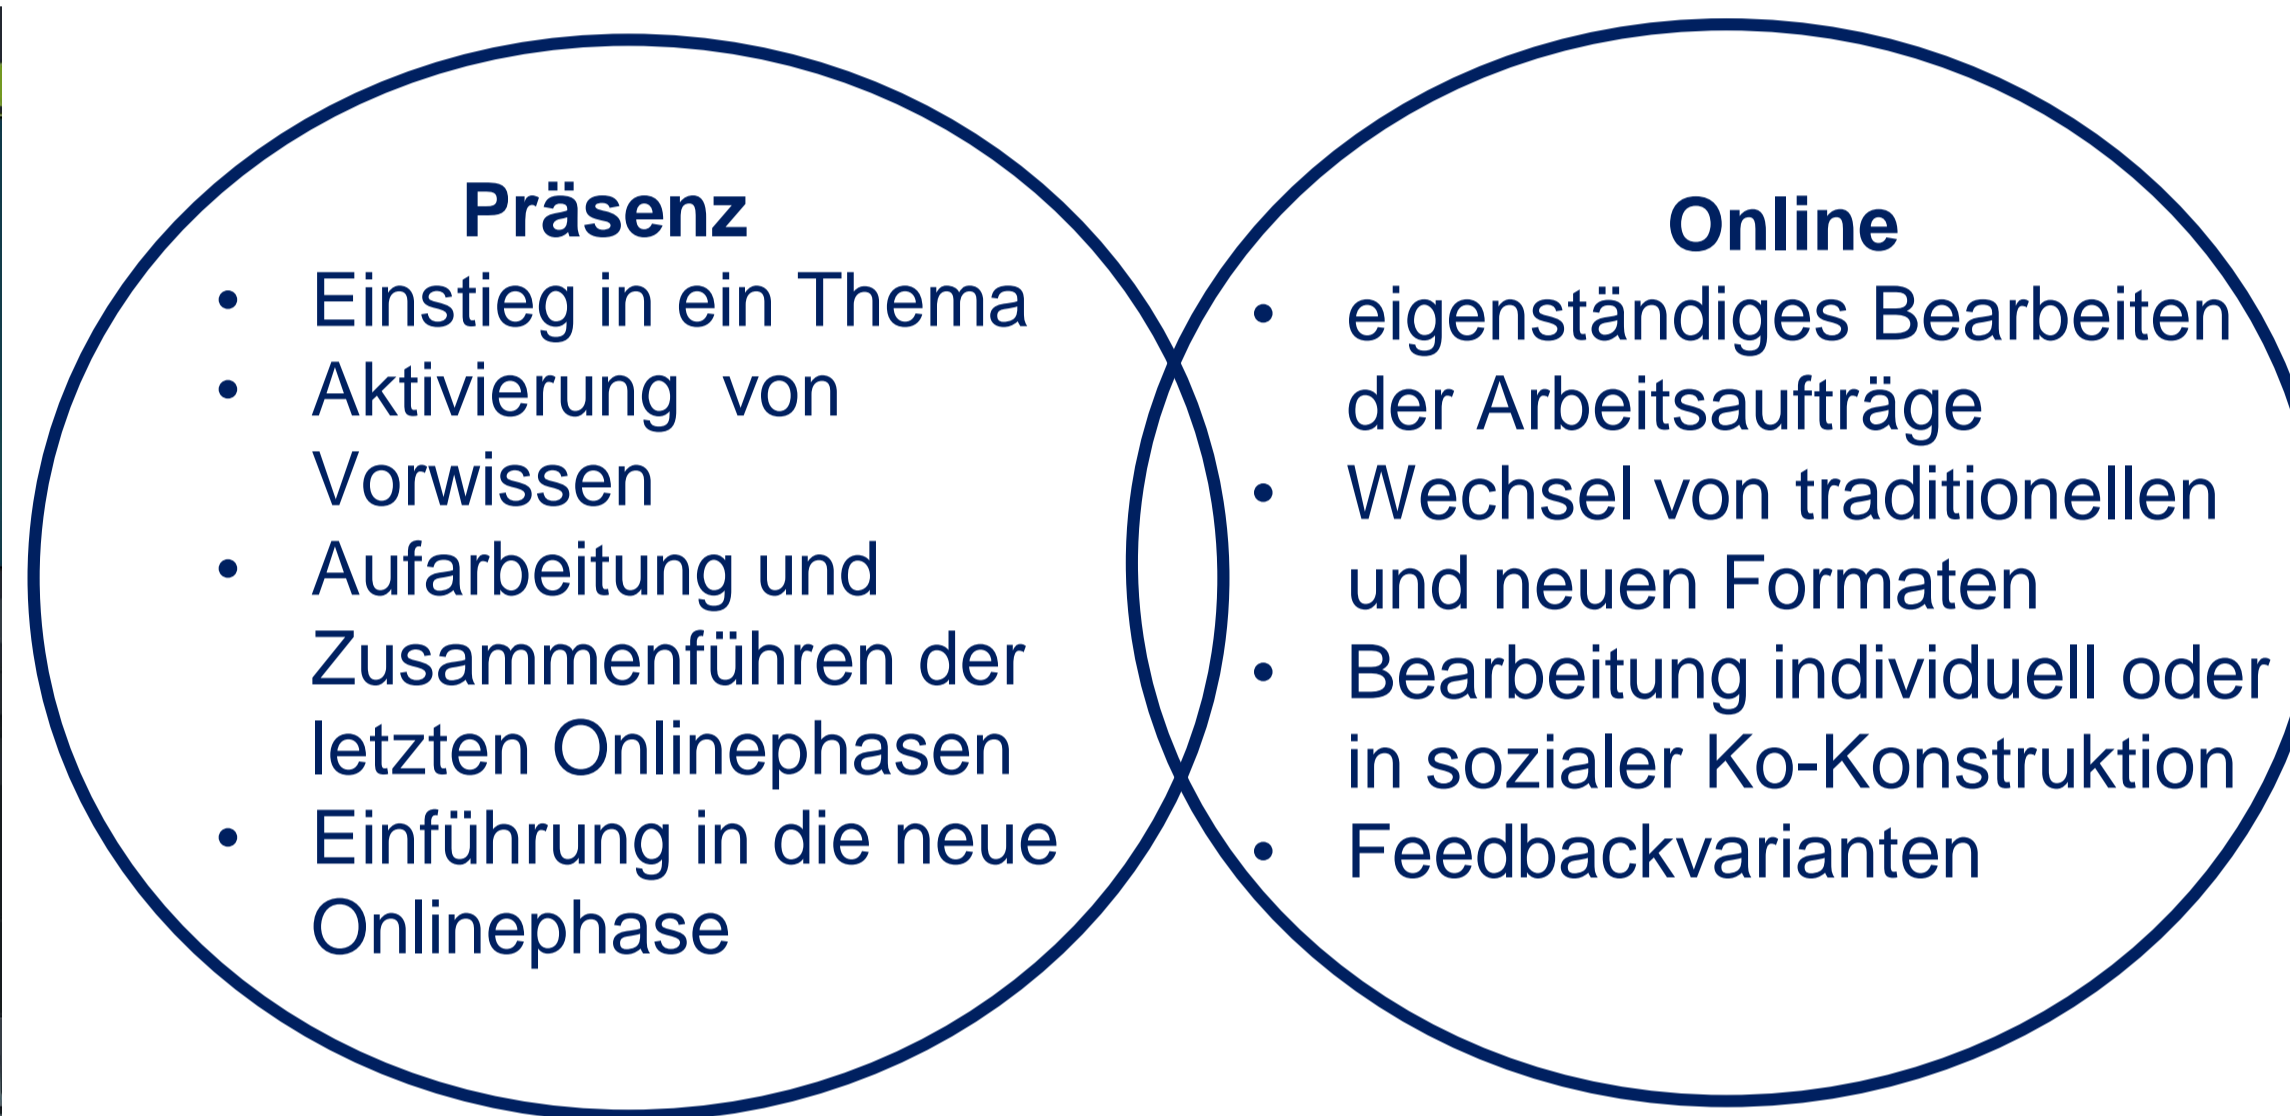 Präsenz
• Einstieg in ein Thema
• Aktivierung von
Vorwissen
• Aufarbeitung und
Zusammenführen der
letzten Onlinephasen
• Einführung in die neue
Onlinephase
Online
• eigenständiges Bearbeiten
der Arbeitsaufträge
• Wechsel von traditionellen
und neuen Formaten
• Bearbeitung individuell oder
in sozialer Ko-Konstruktion
• Feedbackvarianten